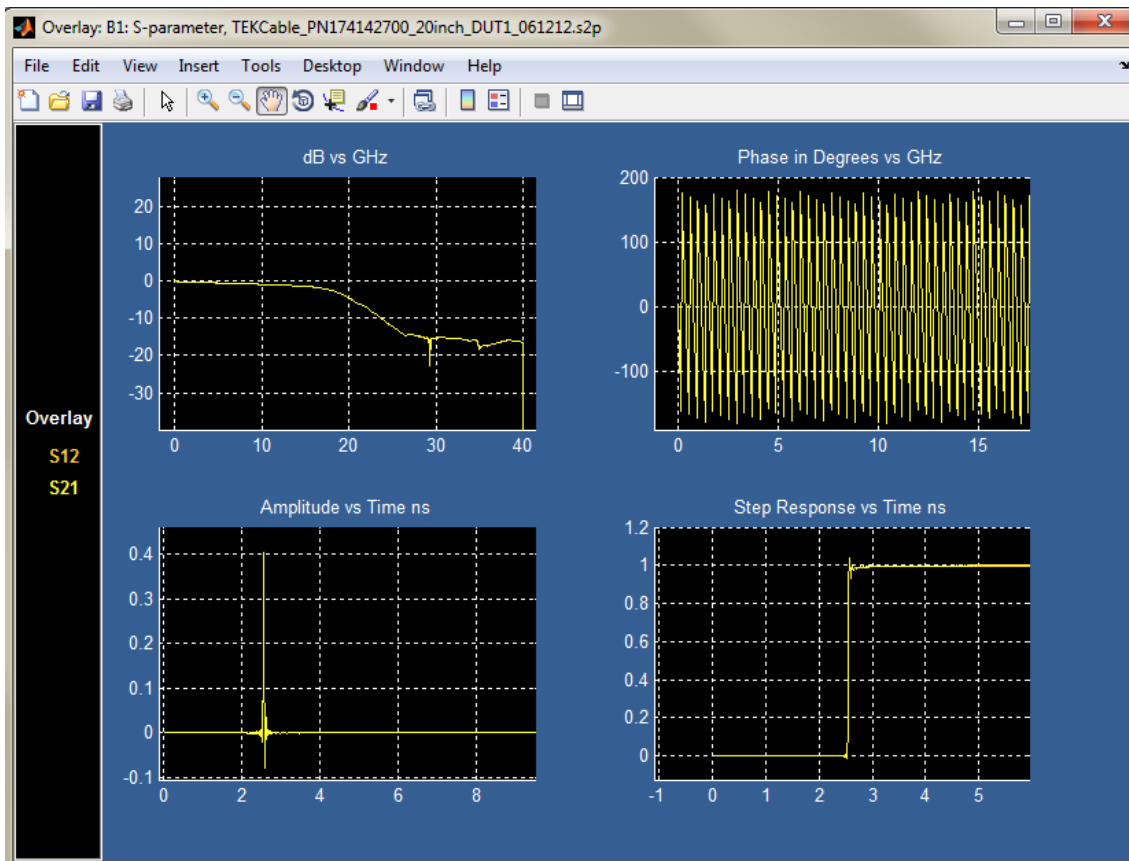 Overlay: B1: S-parameter, TEKCable_PN174142700_20inch_DUT1_061212.s2p
File Edit View Insert Tools Desktop Window Help
Overlay
S12
S21
dB vs GHz
20
10
0
-10
-20
-30
0 10 20 30 40
Phase in Degrees vs GHz
200
100
0
-100
0 5 10 15
Amplitude vs Time ns
0.4
0.3
0.2
0.1
0
-0.1
0 2 4 6 8
Step Response vs Time ns
1.2
1
0.8
0.6
0.4
0.2
0
-1 0 1 2 3 4 5